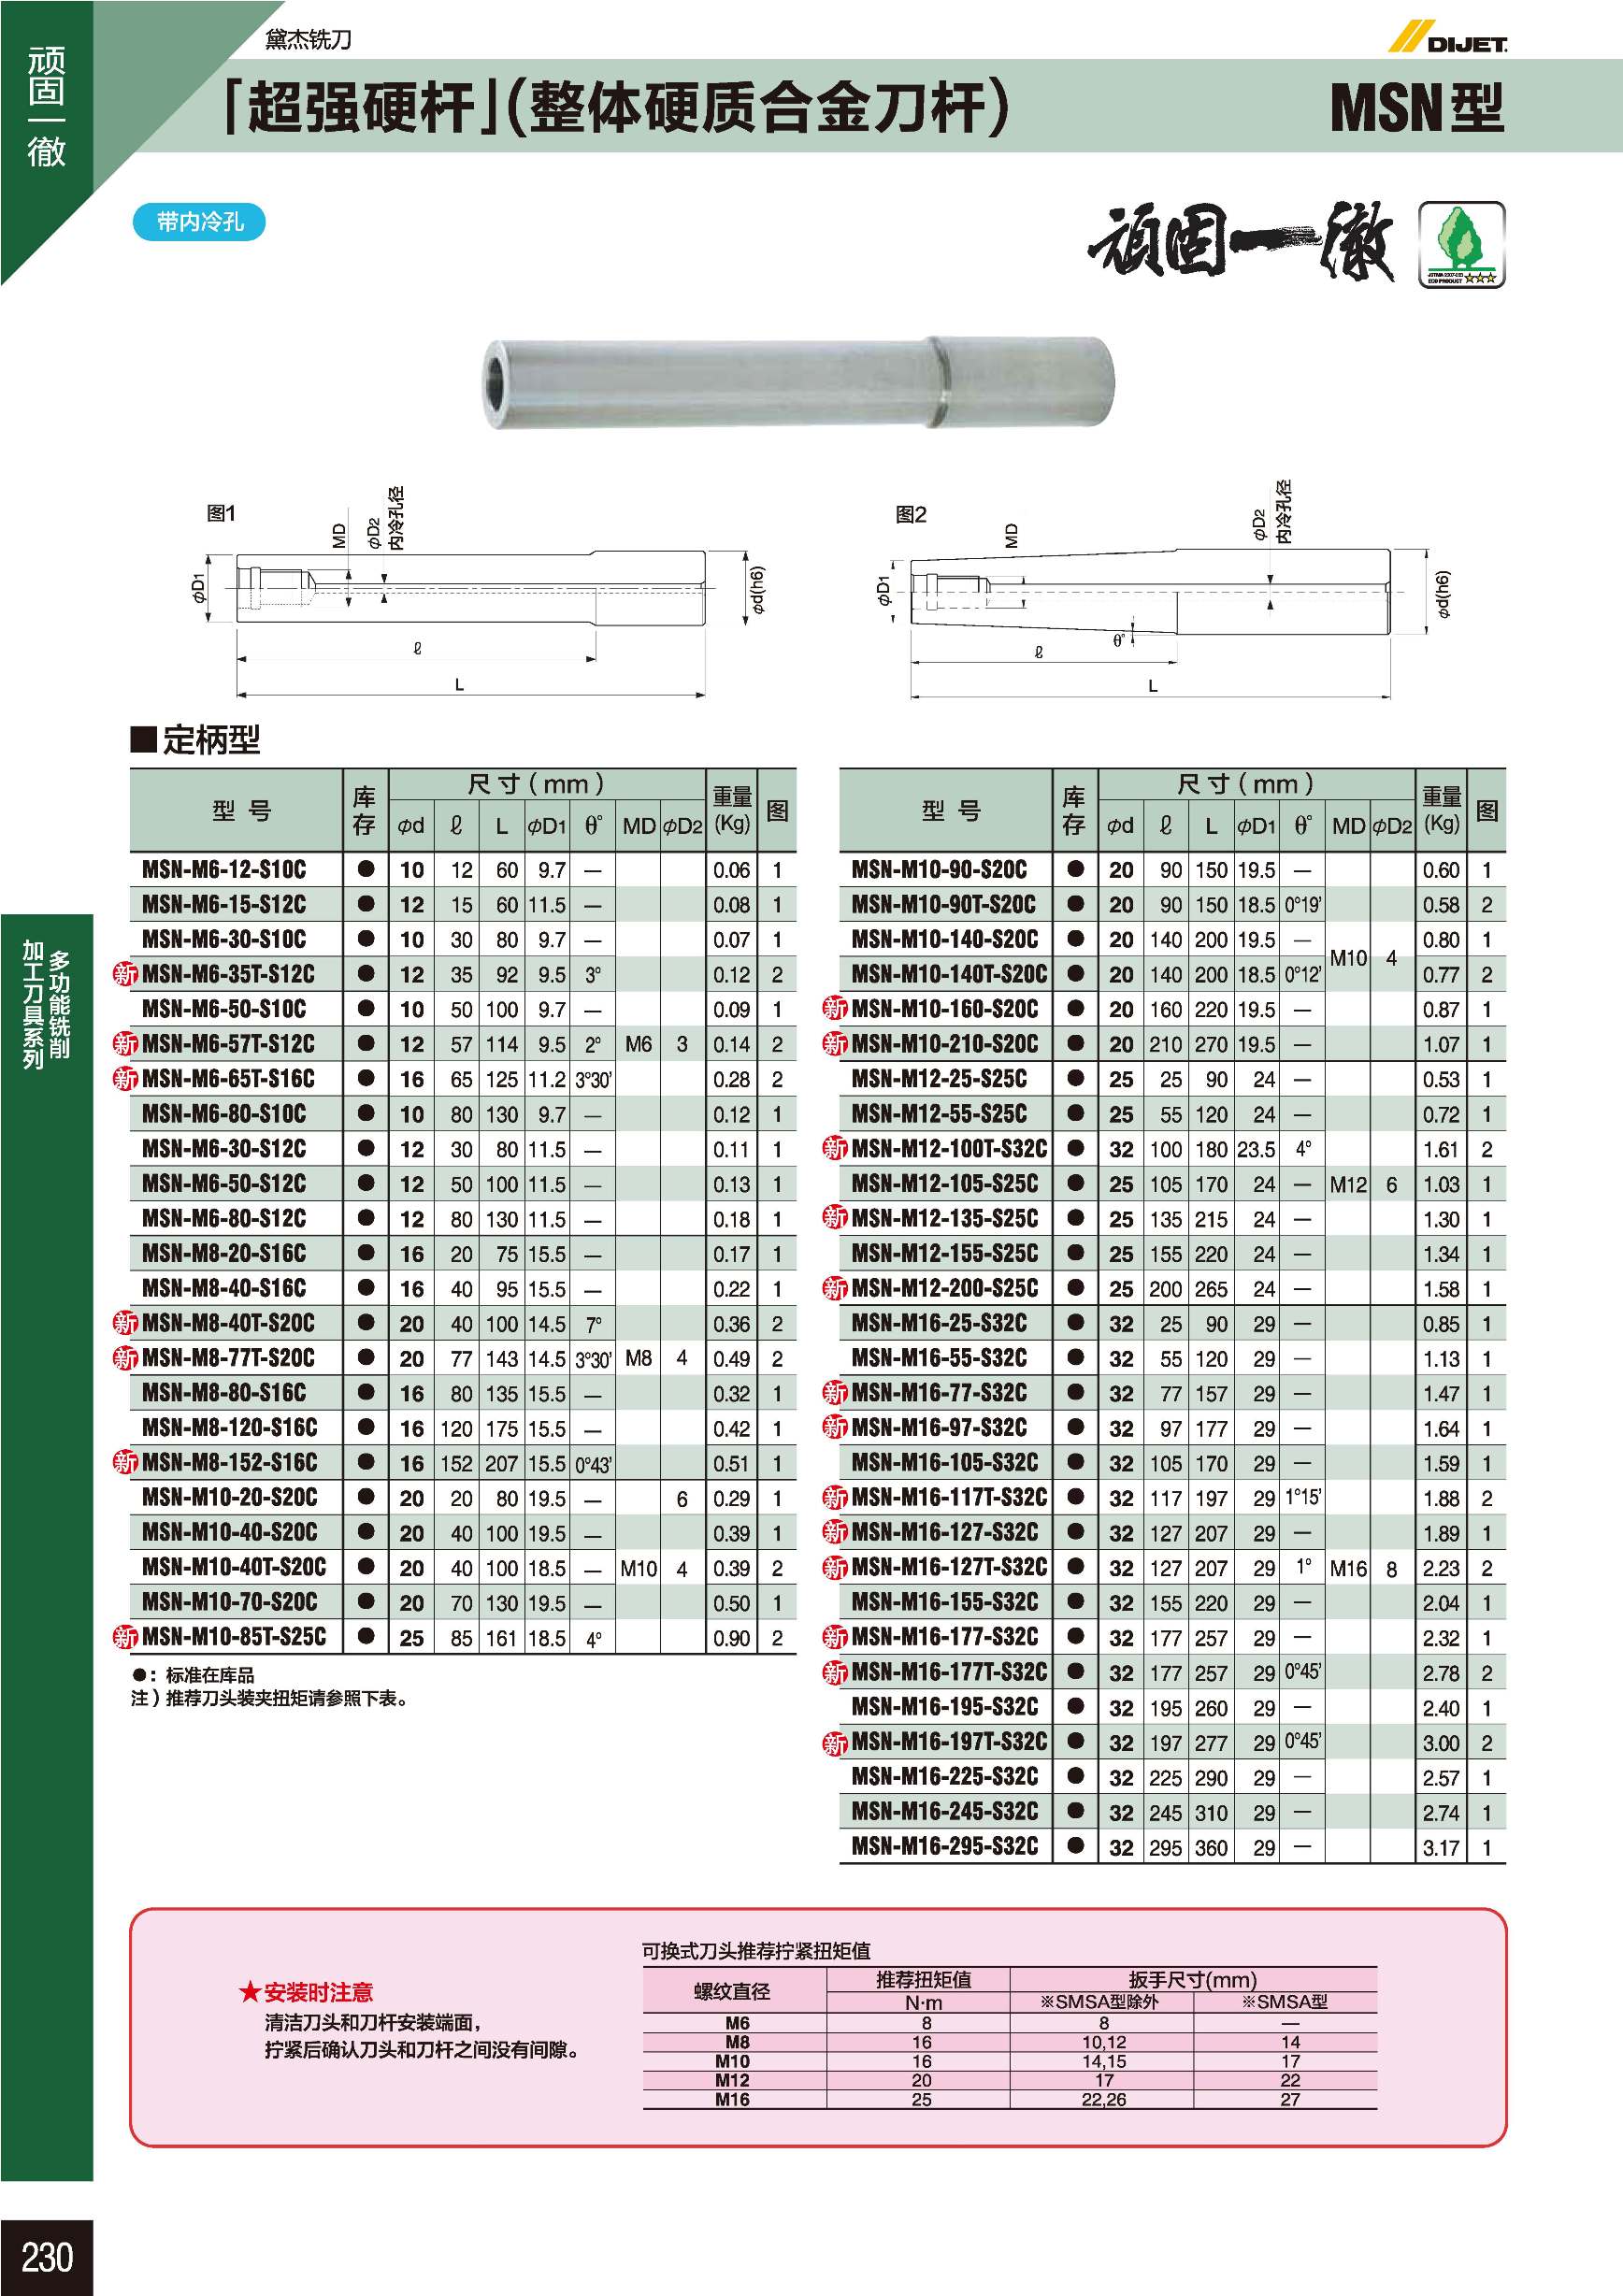 顽固一徹
黛杰铣刀
DIJET
「超强硬杆」(整体硬质合金刀杆)
MSN型
带内冷孔
頑固一徹
ECO PRODUCT
图1
φD1
MD
φD2
内冷孔径
φd(h6)
ℓ
L
图2
φD1
MD
φD2
内冷孔径
φd(h6)
θ°
ℓ
L
■定柄型
型 号 库存 尺寸(mm) 重量(Kg) 图
φd ℓ L φD1 θ° MD φD2
MSN-M6-12-S10C ● 10 12 60 9.7 — 0.06 1
MSN-M6-15-S12C ● 12 15 60 11.5 — 0.08 1
MSN-M6-30-S10C ● 10 30 80 9.7 — 0.07 1
新 MSN-M6-35T-S12C ● 12 35 92 9.5 3° 0.12 2
MSN-M6-50-S10C ● 10 50 100 9.7 — 0.09 1
新 MSN-M6-57T-S12C ● 12 57 114 9.5 2° M6 3 0.14 2
新 MSN-M6-65T-S16C ● 16 65 125 11.2 3°30' 0.28 2
MSN-M6-80-S10C ● 10 80 130 9.7 — 0.12 1
MSN-M6-30-S12C ● 12 30 80 11.5 — 0.11 1
MSN-M6-50-S12C ● 12 50 100 11.5 — 0.13 1
MSN-M6-80-S12C ● 12 80 130 11.5 — 0.18 1
MSN-M8-20-S16C ● 16 20 75 15.5 — 0.17 1
MSN-M8-40-S16C ● 16 40 95 15.5 — 0.22 1
新 MSN-M8-40T-S20C ● 20 40 100 14.5 7° 0.36 2
新 MSN-M8-77T-S20C ● 20 77 143 14.5 3°30' M8 4 0.49 2
MSN-M8-80-S16C ● 16 80 135 15.5 — 0.32 1
MSN-M8-120-S16C ● 16 120 175 15.5 — 0.42 1
新 MSN-M8-152-S16C ● 16 152 207 15.5 0°43' 0.51 1
MSN-M10-20-S20C ● 20 20 80 19.5 — 6 0.29 1
MSN-M10-40-S20C ● 20 40 100 19.5 — 0.39 1
MSN-M10-40T-S20C ● 20 40 100 18.5 — M10 4 0.39 2
MSN-M10-70-S20C ● 20 70 130 19.5 — 0.50 1
新 MSN-M10-85T-S25C ● 25 85 161 18.5 4° 0.90 2
●：标准在库品
注）推荐刀头装夹扭矩请参照下表。
型 号 库存 尺寸(mm) 重量(Kg) 图
φd ℓ L φD1 θ° MD φD2
MSN-M10-90-S20C ● 20 90 150 19.5 — 0.60 1
MSN-M10-90T-S20C ● 20 90 150 18.5 0°19' 0.58 2
MSN-M10-140-S20C ● 20 140 200 19.5 — M10 4 0.80 1
MSN-M10-140T-S20C ● 20 140 200 18.5 0°12' 0.77 2
新 MSN-M10-160-S20C ● 20 160 220 19.5 — 0.87 1
新 MSN-M10-210-S20C ● 20 210 270 19.5 — 1.07 1
MSN-M12-25-S25C ● 25 25 90 24 — 0.53 1
MSN-M12-55-S25C ● 25 55 120 24 — 0.72 1
新 MSN-M12-100T-S32C ● 32 100 180 23.5 4° 1.61 2
MSN-M12-105-S25C ● 25 105 170 24 — M12 6 1.03 1
新 MSN-M12-135-S25C ● 25 135 215 24 — 1.30 1
MSN-M12-155-S25C ● 25 155 220 24 — 1.34 1
新 MSN-M12-200-S25C ● 25 200 265 24 — 1.58 1
MSN-M16-25-S32C ● 32 25 90 29 — 0.85 1
MSN-M16-55-S32C ● 32 55 120 29 — 1.13 1
新 MSN-M16-77-S32C ● 32 77 157 29 — 1.47 1
新 MSN-M16-97-S32C ● 32 97 177 29 — 1.64 1
MSN-M16-105-S32C ● 32 105 170 29 — 1.59 1
新 MSN-M16-117T-S32C ● 32 117 197 29 1°15' 1.88 2
新 MSN-M16-127-S32C ● 32 127 207 29 — 1.89 1
新 MSN-M16-127T-S32C ● 32 127 207 29 1° M16 8 2.23 2
MSN-M16-155-S32C ● 32 155 220 29 — 2.04 1
新 MSN-M16-177-S32C ● 32 177 257 29 — 2.32 1
新 MSN-M16-177T-S32C ● 32 177 257 29 0°45' 2.78 2
MSN-M16-195-S32C ● 32 195 260 29 — 2.40 1
新 MSN-M16-197T-S32C ● 32 197 277 29 0°45' 3.00 2
MSN-M16-225-S32C ● 32 225 290 29 — 2.57 1
MSN-M16-245-S32C ● 32 245 310 29 — 2.74 1
MSN-M16-295-S32C ● 32 295 360 29 — 3.17 1
多功能铣削
加工刀具系列
★安装时注意
清洁刀头和刀杆安装端面，
拧紧后确认刀头和刀杆之间没有间隙。
可换式刀头推荐拧紧扭矩值
螺纹直径 推荐扭矩值 扳手尺寸(mm)
N·m ※SMSA型除外 ※SMSA型
M6 8 8 —
M8 16 10,12 14
M10 16 14,15 17
M12 20 17 22
M16 25 22,26 27
230